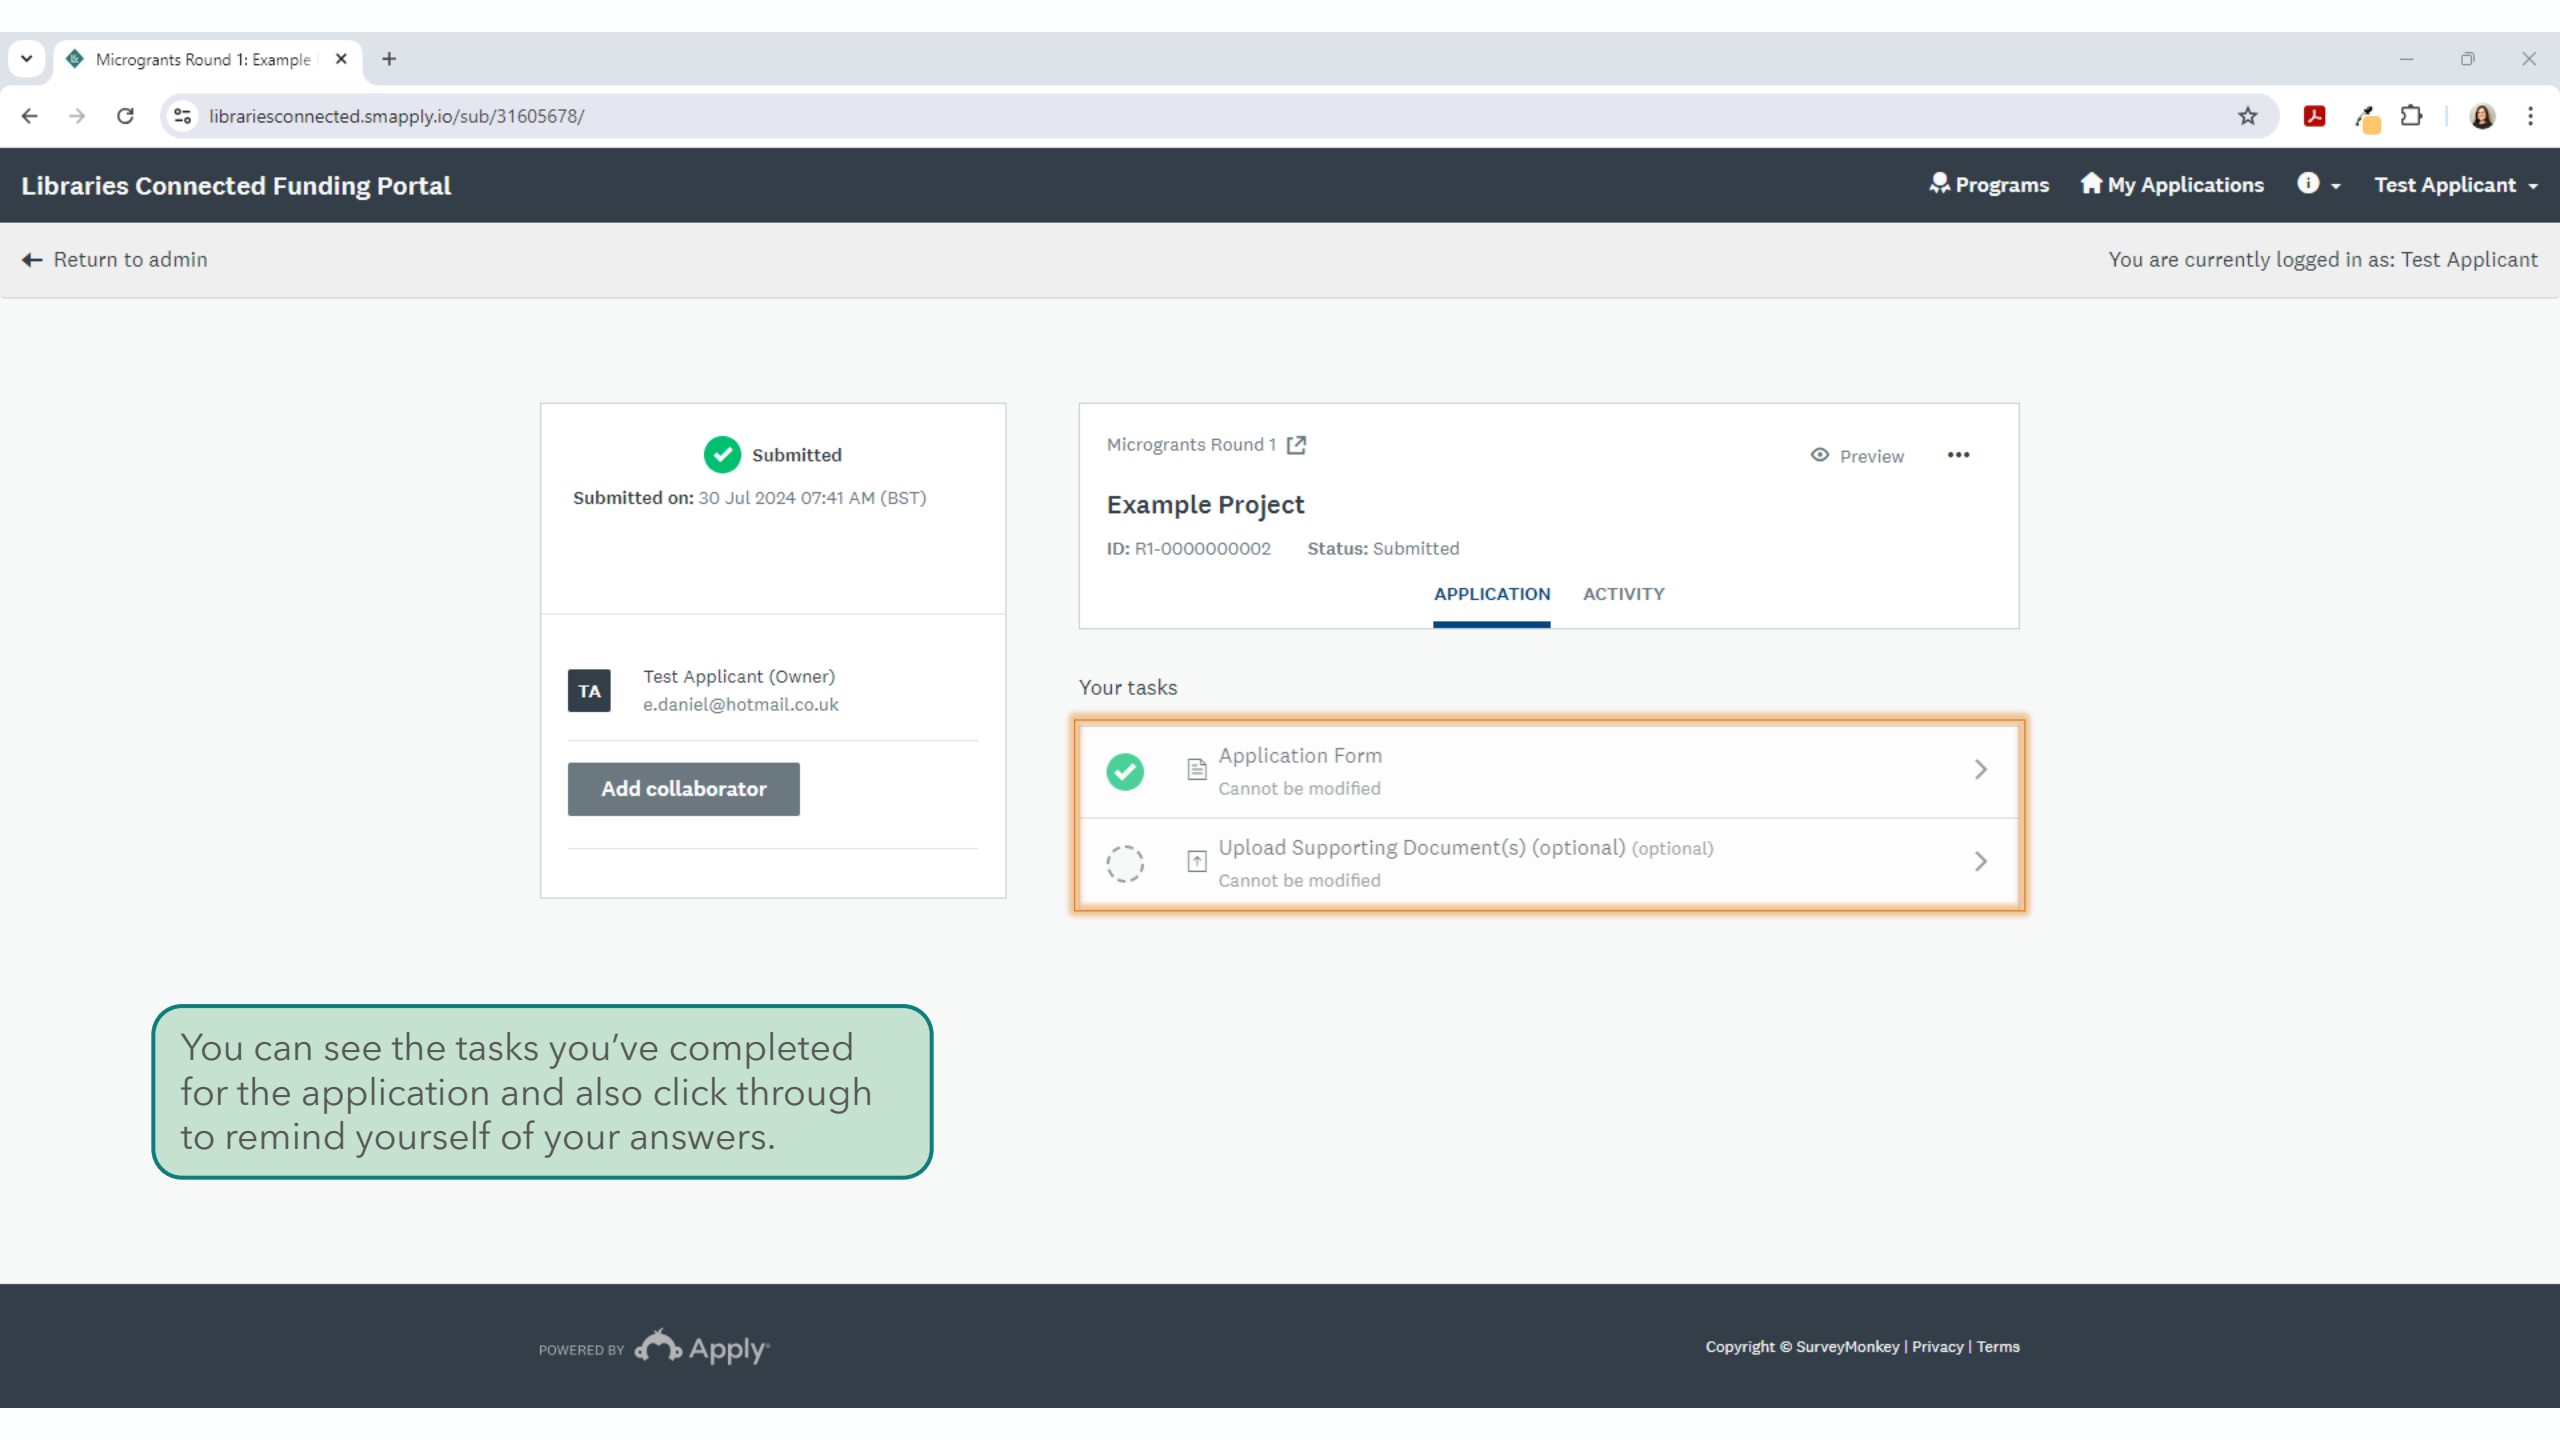 Microgrants Round 1: Example
librariesconnected.smapply.io/sub/31605678/
Libraries Connected Funding Portal
Programs
My Applications
Test Applicant
Return to admin
You are currently logged in as: Test Applicant
Submitted
Submitted on: 30 Jul 2024 07:41 AM (BST)
TA
Test Applicant (Owner)
e.daniel@hotmail.co.uk
Add collaborator
Microgrants Round 1
Preview
Example Project
ID: R1-0000000002 Status: Submitted
APPLICATION ACTIVITY
Your tasks
Application Form
Cannot be modified
Upload Supporting Document(s) (optional) (optional)
Cannot be modified
You can see the tasks you've completed
for the application and also click through
to remind yourself of your answers.
POWERED BY Apply
Copyright © SurveyMonkey | Privacy | Terms